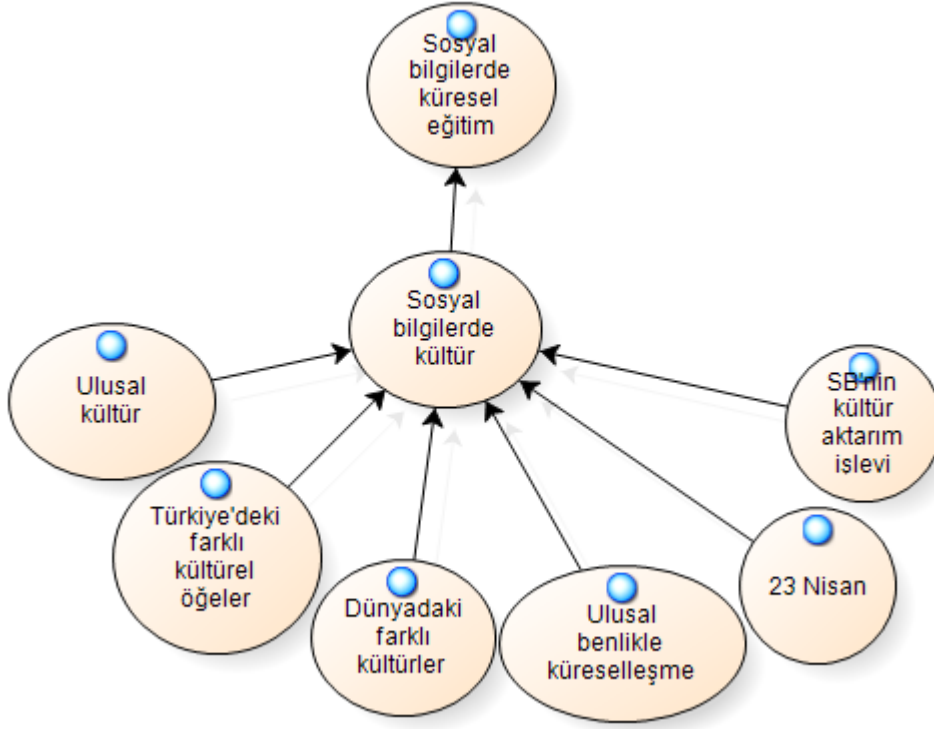 Sosyal
bilgilerde
küresel
eğitim
Sosyal
bilgilerde
kültür
Ulusal
kültür
Türkiye'deki
farklı
kültürel
öğeler
Dünyadaki
farklı
kültürler
Ulusal
benlikle
küreselleşme
23 Nisan
SB'nin
kültür
aktarım
işlevi